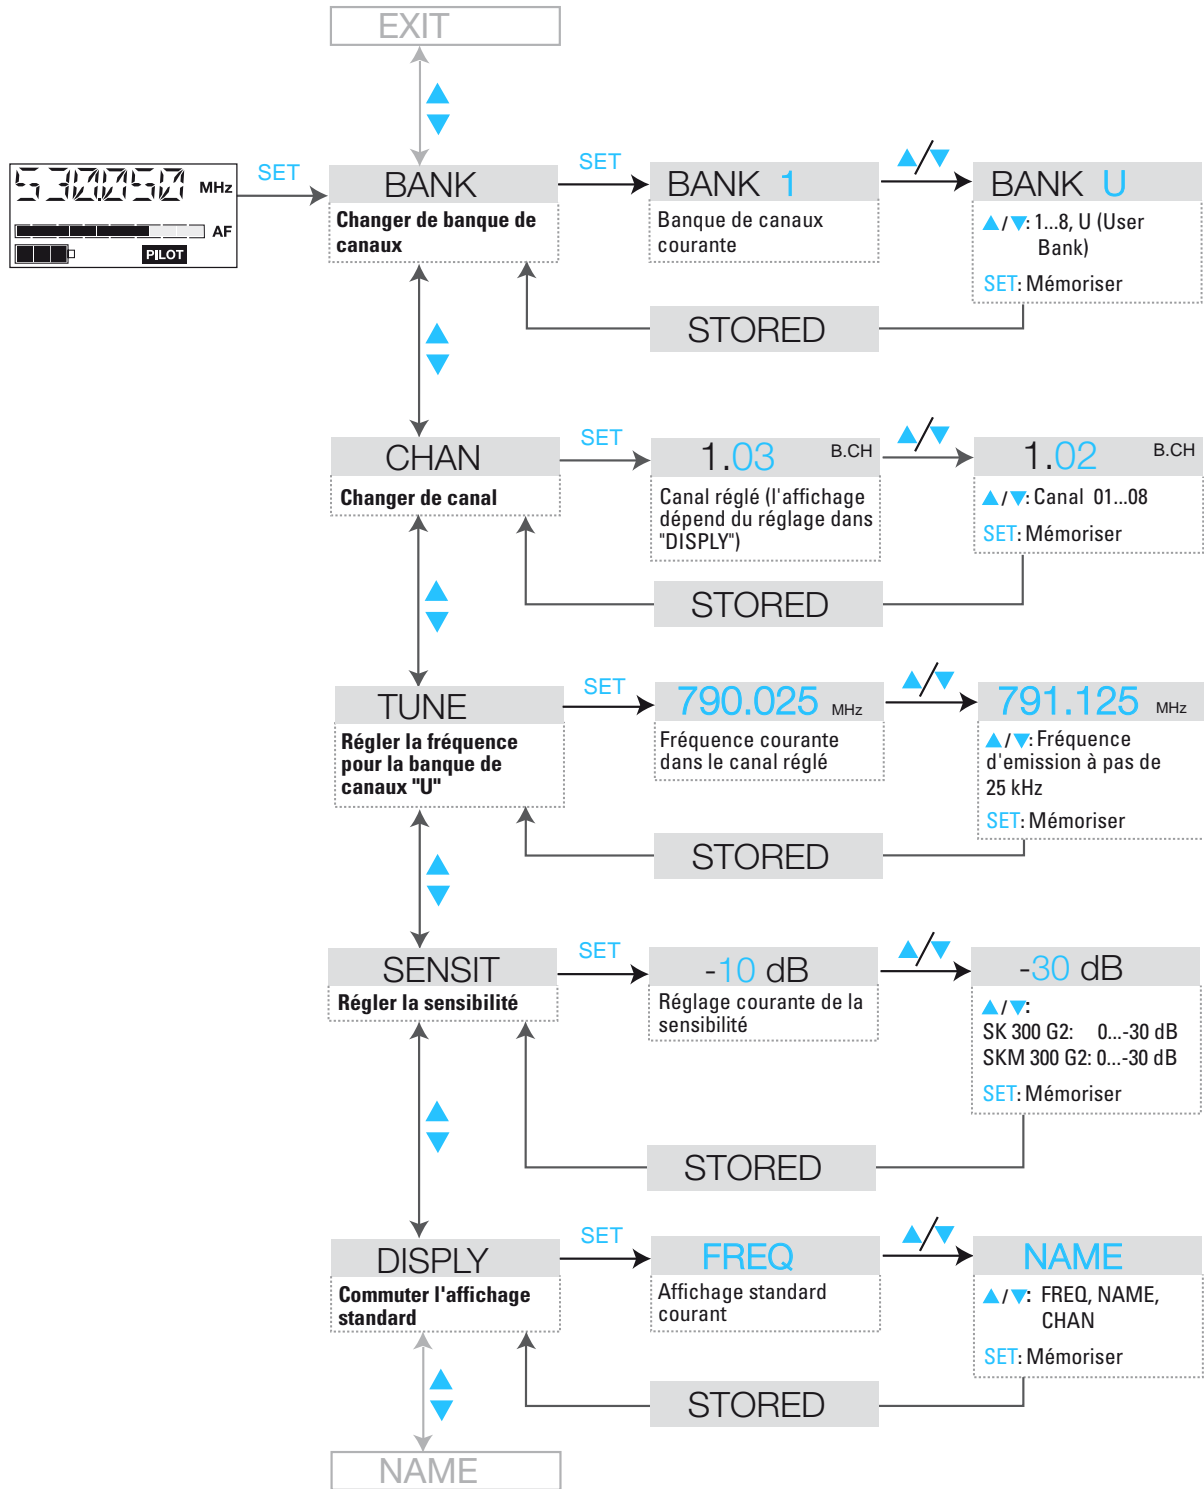 EXIT
530.050 MHz
AF
PILOT
SET
BANK
Changer de banque de
canaux
SET
BANK 1
Banque de canaux
courante
▲/▼
BANK U
▲/▼: 1...8, U (User
Bank)
SET: Mémoriser
STORED
CHAN
Changer de canal
SET
1.03 B.CH
Canal réglé (l'affichage
dépend du réglage dans
"DISPLY")
▲/▼
1.02 B.CH
▲/▼: Canal 01...08
SET: Mémoriser
STORED
TUNE
Régler la fréquence
pour la banque de
canaux "U"
SET
790.025 MHz
Fréquence courante
dans le canal réglé
▲/▼
791.125 MHz
▲/▼: Fréquence
d'emission à pas de
25 kHz
SET: Mémoriser
STORED
SENSIT
Régler la sensibilité
SET
-10 dB
Réglage courante de la
sensibilité
▲/▼
-30 dB
▲/▼:
SK 300 G2: 0...-30 dB
SKM 300 G2: 0...-30 dB
SET: Mémoriser
STORED
DISPLY
Commuter l'affichage
standard
SET
FREQ
Affichage standard
courant
▲/▼
NAME
▲/▼: FREQ, NAME,
CHAN
SET: Mémoriser
STORED
NAME